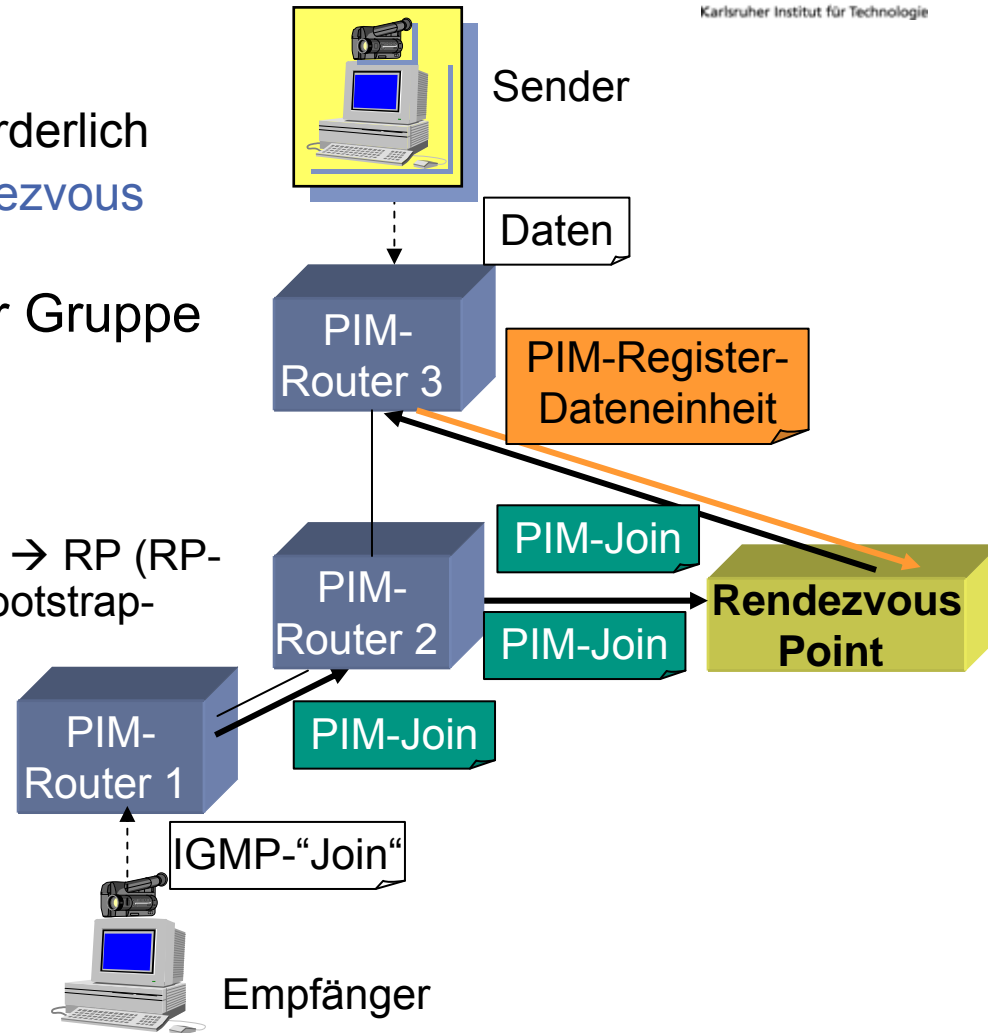 Karlsruher Institut für Technologie
Sender
rderlich
ezvous
Daten
r Gruppe
PIM-
Router 3
PIM-Register-
Dateneinheit
→ RP (RP-
ootstrap-
PIM-Join
PIM-
Router 2
Rendezvous
Point
PIM-Join
PIM-
Router 1
PIM-Join
IGMP-“Join“
Empfänger